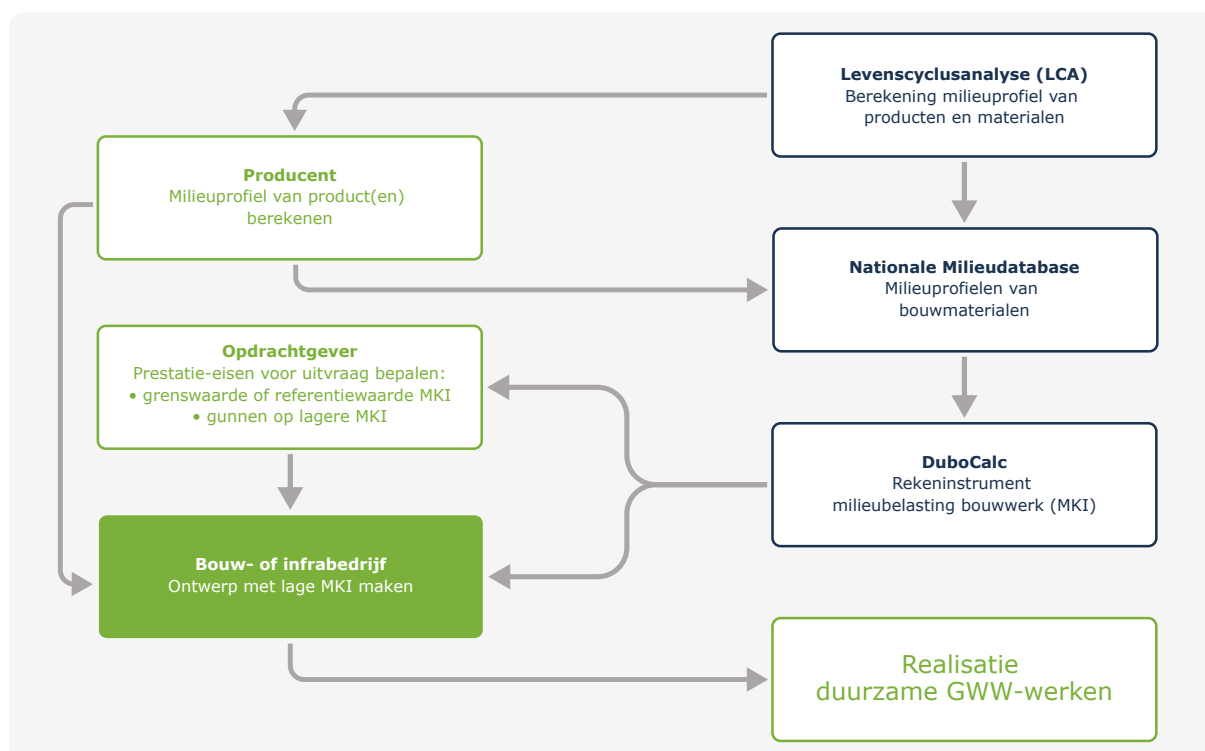 Levenscyclusanalyse (LCA)
Berekening milieuprofiel van
producten en materialen
Producent
Milieuprofiel van product(en)
berekenen
Nationale Milieudatabase
Milieuprofielen van
bouwmaterialen
Opdrachtgever
Prestatie-eisen voor uitvraag bepalen:
• grenswaarde of referentiewaarde MKI
• gunnen op lagere MKI
DuboCalc
Rekeninstrument
milieubelasting bouwwerk (MKI)
Bouw- of infrabedrijf
Ontwerp met lage MKI maken
Realisatie
duurzame GWW-werken